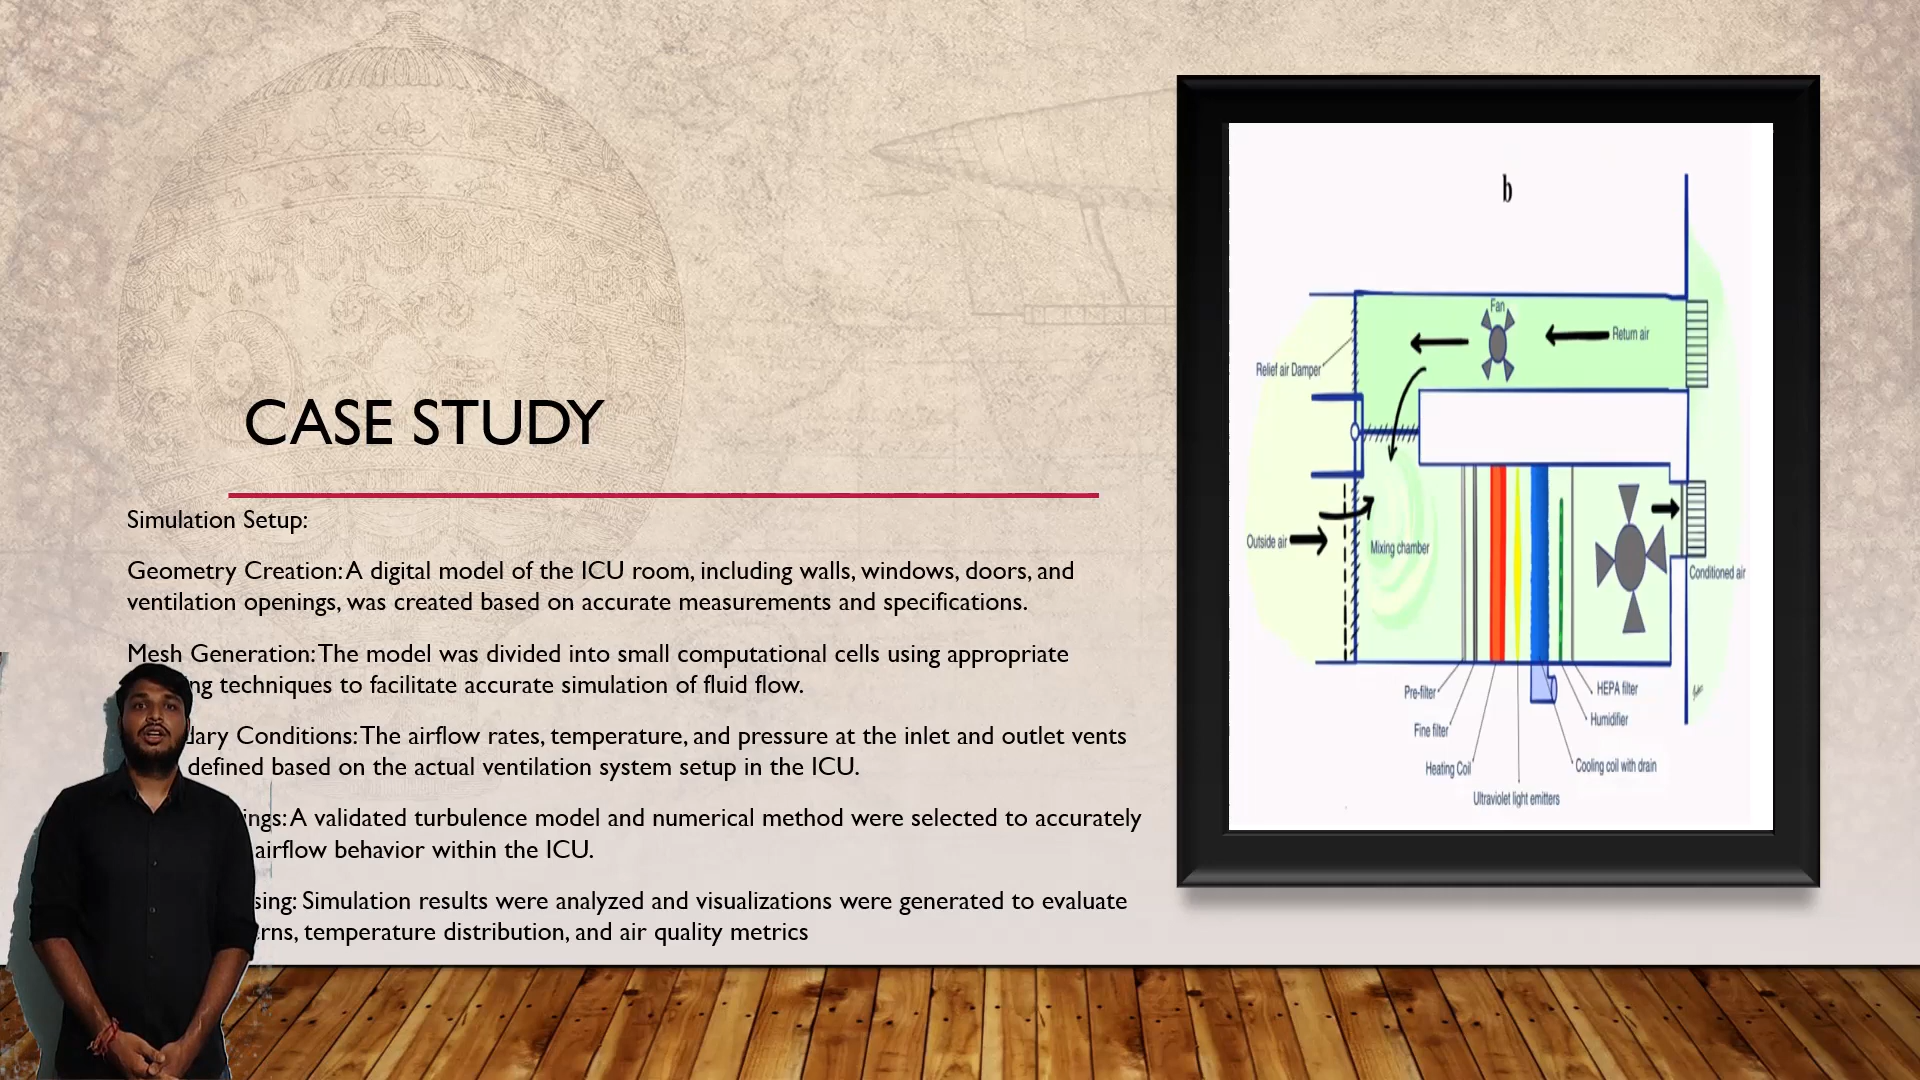 CASE STUDY
Simulation Setup:
Geometry Creation: A digital model of the ICU room, including walls, windows, doors, and
ventilation openings, was created based on accurate measurements and specifications.
Mesh Generation: The model was divided into small computational cells using appropriate
techniques to facilitate accurate simulation of fluid flow.
Conditions: The airflow rates, temperature, and pressure at the inlet and outlet vents
defined based on the actual ventilation system setup in the ICU.
A validated turbulence model and numerical method were selected to accurately
airflow behavior within the ICU.
Simulation results were analyzed and visualizations were generated to evaluate
temperature distribution, and air quality metrics
b
Fan
Return air
Relief air Damper
Outside air
Mixing chamber
Conditioned air
Pre-filter
HEPA filter
Fine filter
Humidifier
Heating Coil
Cooling coil with drain
Ultraviolet light emitters